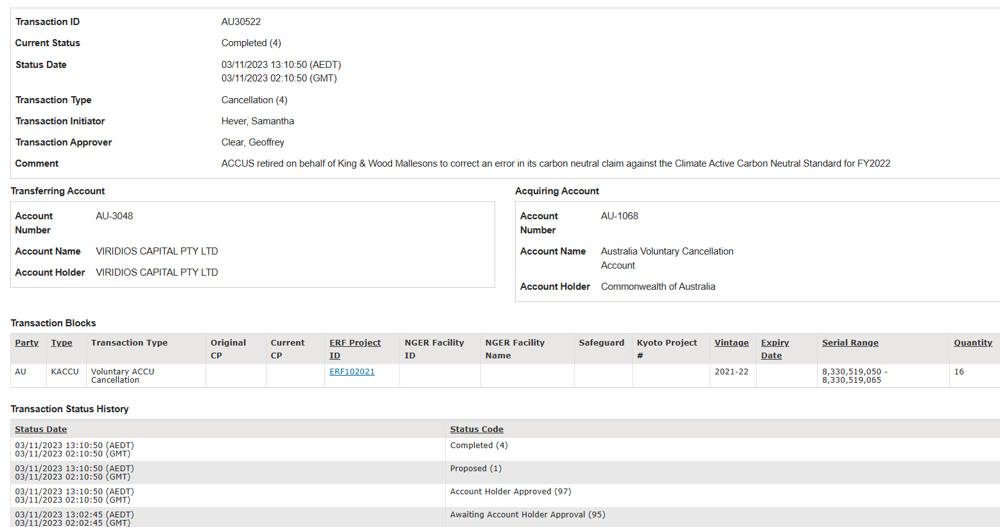 Transaction ID AU30522
Current Status Completed (4)
Status Date 03/11/2023 13:10:50 (AEDT)
03/11/2023 02:10:50 (GMT)
Transaction Type Cancellation (4)
Transaction Initiator Hever, Samantha
Transaction Approver Clear, Geoffrey
Comment ACCUS retired on behalf of King & Wood Mallesons to correct an error in its carbon neutral claim against the Climate Active Carbon Neutral Standard for FY2022
Transferring Account
Account AU-3048
Number
Account Name VIRIDIOS CAPITAL PTY LTD
Account Holder VIRIDIOS CAPITAL PTY LTD
Acquiring Account
Account AU-1068
Number
Account Name Australia Voluntary Cancellation
Account
Account Holder Commonwealth of Australia
Transaction Blocks
Party Type Transaction Type Original Current ERF Project NGER Facility NGER Facility Safeguard Kyoto Project Vintage Expiry Serial Range Quantity
CP CP ID ID Name # Date
AU KACCU Voluntary ACCU ERF102021 2021-22 8,330,519,050 - 16
Cancellation 8,330,519,065
Transaction Status History
Status Date Status Code
03/11/2023 13:10:50 (AEDT) Completed (4)
03/11/2023 02:10:50 (GMT)
03/11/2023 13:10:50 (AEDT) Proposed (1)
03/11/2023 02:10:50 (GMT)
03/11/2023 13:10:50 (AEDT) Account Holder Approved (97)
03/11/2023 02:10:50 (GMT)
03/11/2023 13:02:45 (AEDT) Awaiting Account Holder Approval (95)
03/11/2023 02:02:45 (GMT)